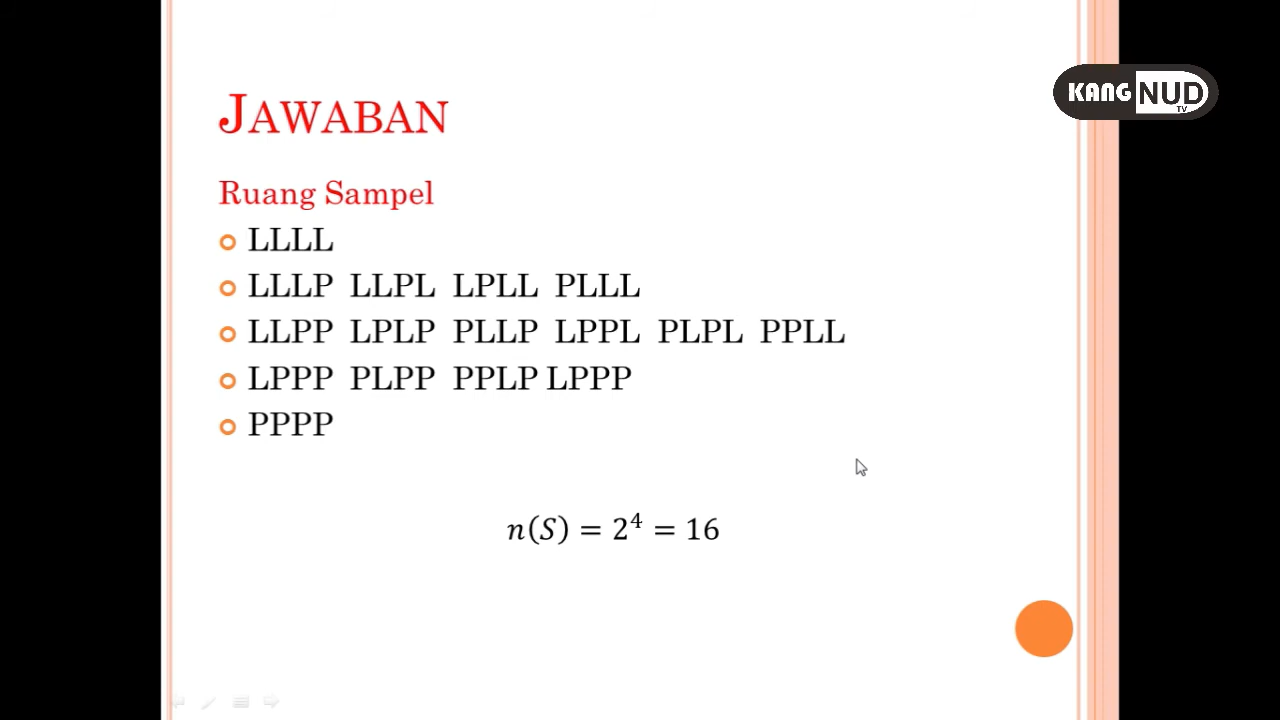 KANG NUD TV
JAWABAN
Ruang Sampel
LLLL
LLLP LLPL LPLL PLLL
LLPP LPLP PLLP LPPL PLPL PPLL
LPPP PLPP PPLP LPPP
PPPP
n(S) = 2⁴ = 16